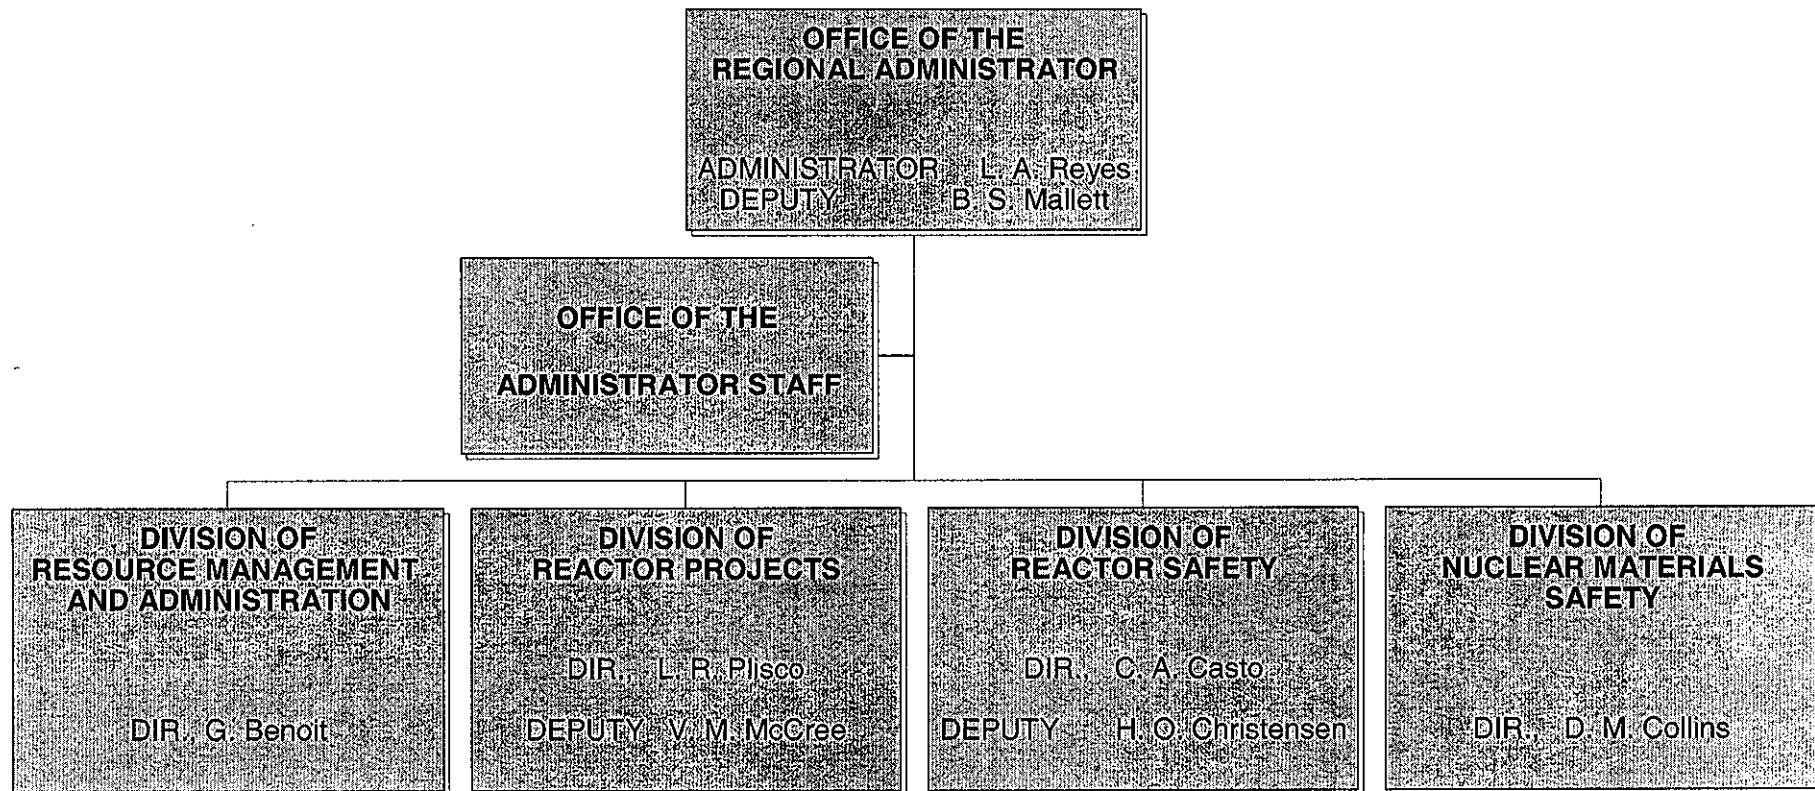 OFFICE OF THE
REGIONAL ADMINISTRATOR
ADMINISTRATOR L. A. Reyes
DEPUTY B. S. Mallett
OFFICE OF THE
ADMINISTRATOR STAFF
DIVISION OF
RESOURCE MANAGEMENT
AND ADMINISTRATION
DIR., G. Benoit
DIVISION OF
REACTOR PROJECTS
DIR., L. R. Plisco
DEPUTY V. M. McCree
DIVISION OF
REACTOR SAFETY
DIR., C. A. Casto
DEPUTY H. O. Christensen
DIVISION OF
NUCLEAR MATERIALS
SAFETY
DIR., D. M. Collins